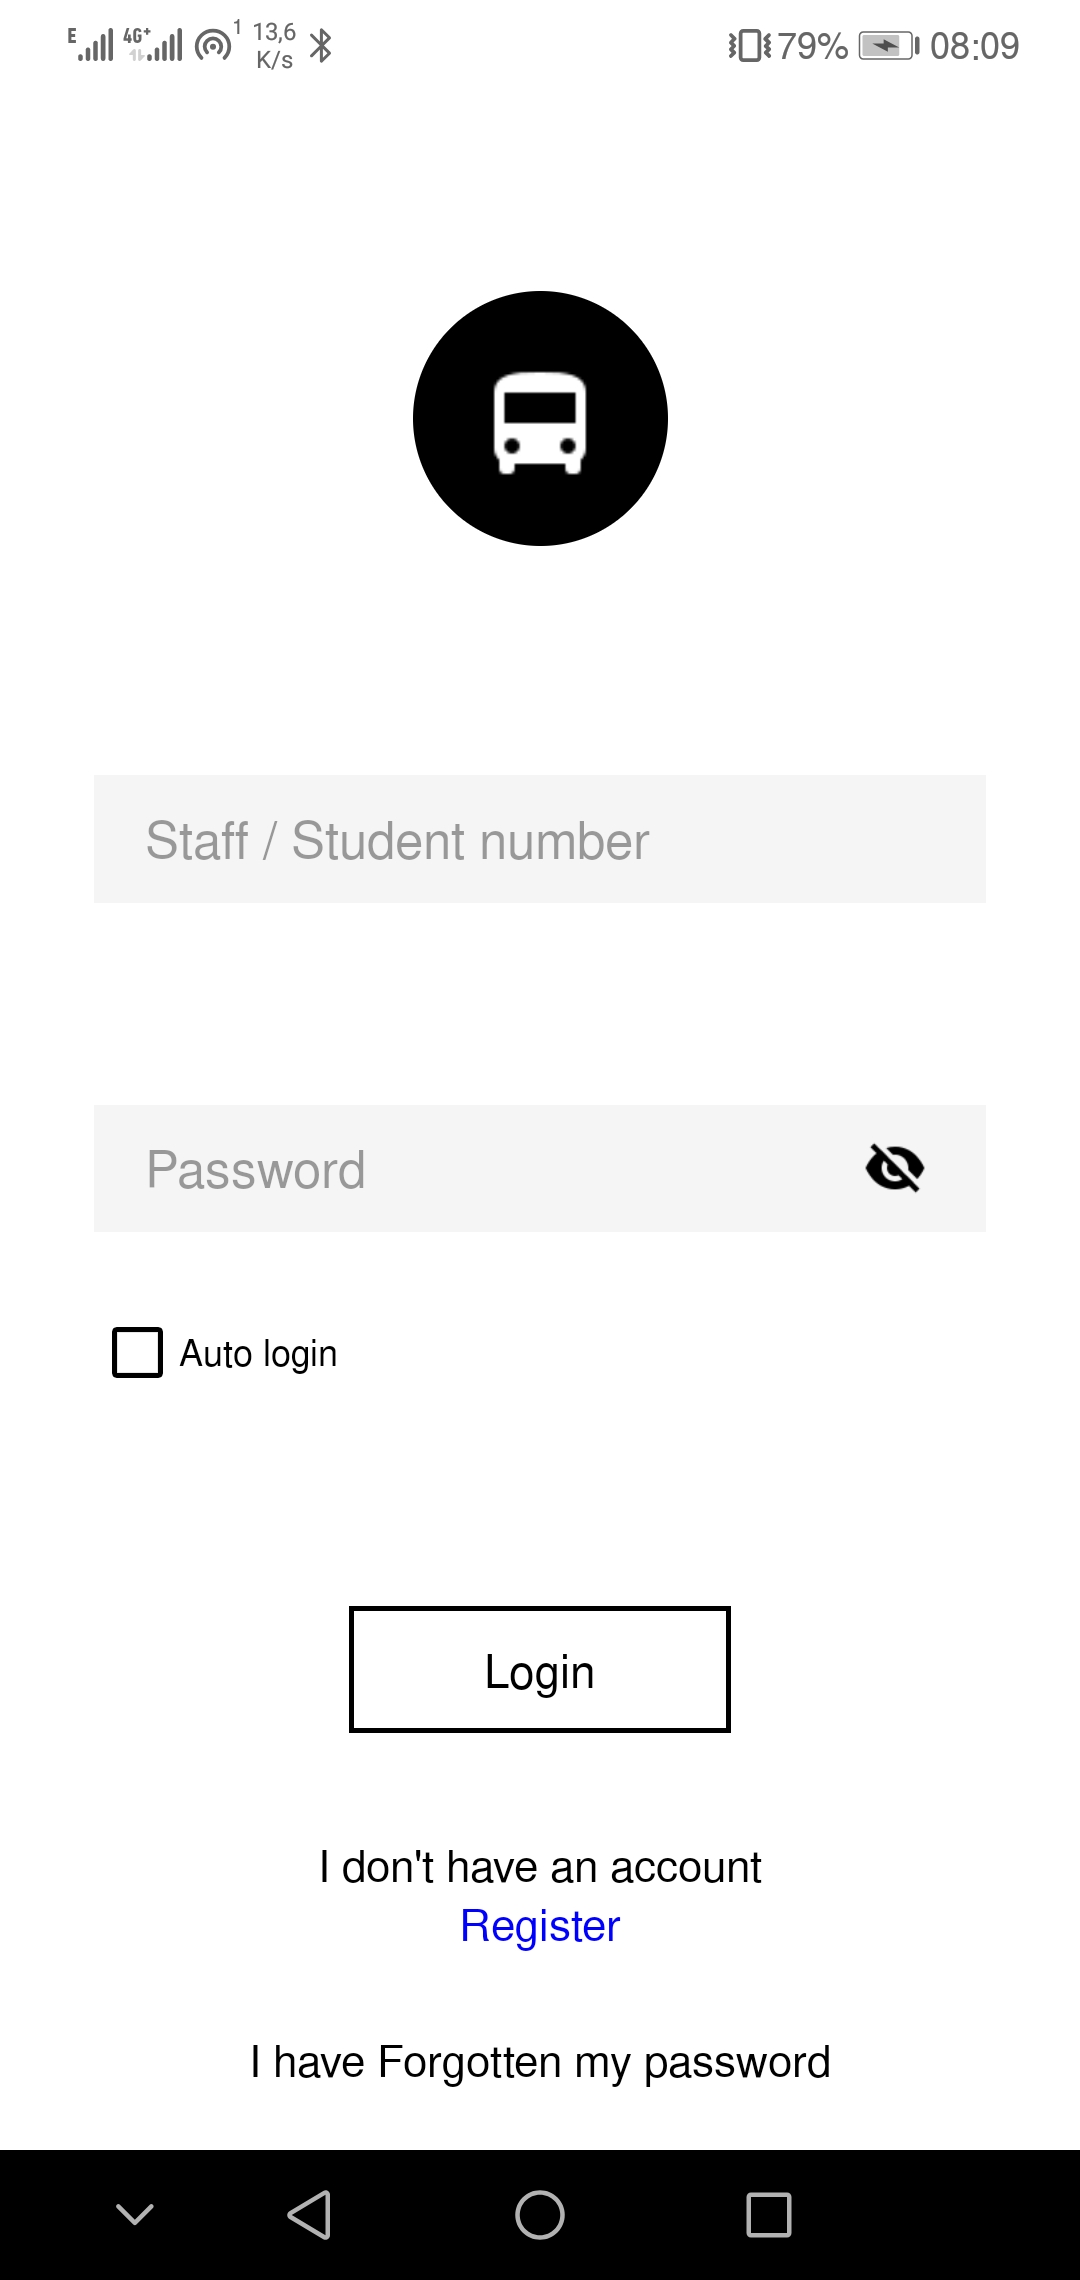 E 4G+ 1 13,6 K/s 79% 08:09
Staff / Student number
Password
Auto login
Login
I don't have an account
Register
I have Forgotten my password